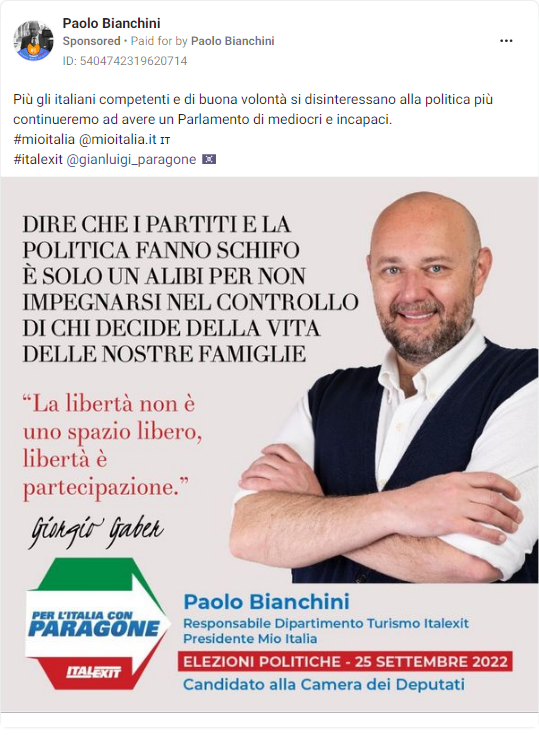 Paolo Bianchini
Sponsored • Paid for by Paolo Bianchini
ID: 5404742319620714
Più gli italiani competenti e di buona volontà si disinteressano alla politica più
continueremo ad avere un Parlamento di mediocri e incapaci.
#mioitalia @mioitalia.it IT
#italexit @gianluigi_paragone
DIRE CHE I PARTITI E LA
POLITICA FANNO SCHIFO
È SOLO UN ALIBI PER NON
IMPEGNARSI NEL CONTROLLO
DI CHI DECIDE DELLA VITA
DELLE NOSTRE FAMIGLIE
“La libertà non è
uno spazio libero,
libertà è
partecipazione.”
Giorgio Gaber
PER L'ITALIA CON
PARAGONE
ITALEXIT
Paolo Bianchini
Responsabile Dipartimento Turismo Italexit
Presidente Mio Italia
ELEZIONI POLITICHE - 25 SETTEMBRE 2022
Candidato alla Camera dei Deputati